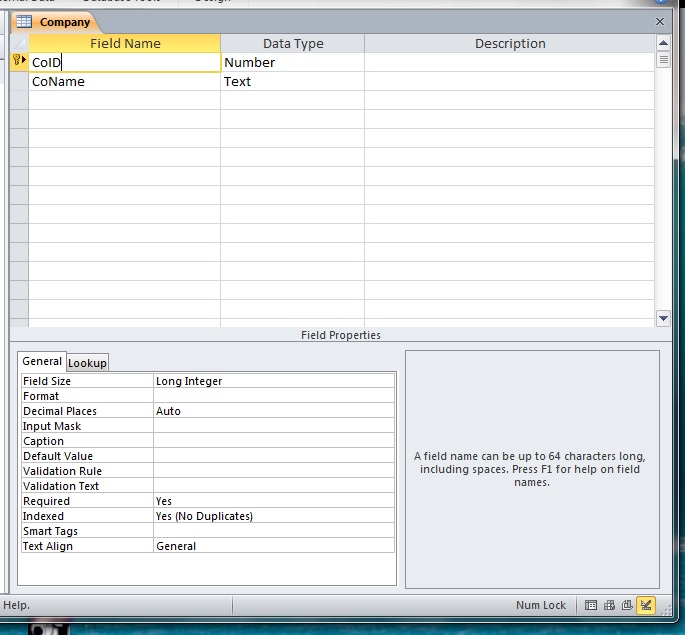 Company
Field Name Data Type Description
CoID Number
CoName Text
Field Properties
General Lookup
Field Size Long Integer
Format
Decimal Places Auto
Input Mask
Caption
Default Value
Validation Rule
Validation Text
Required Yes
Indexed Yes (No Duplicates)
Smart Tags
Text Align General
A field name can be up to 64 characters long,
including spaces. Press F1 for help on field
names.
Help. Num Lock